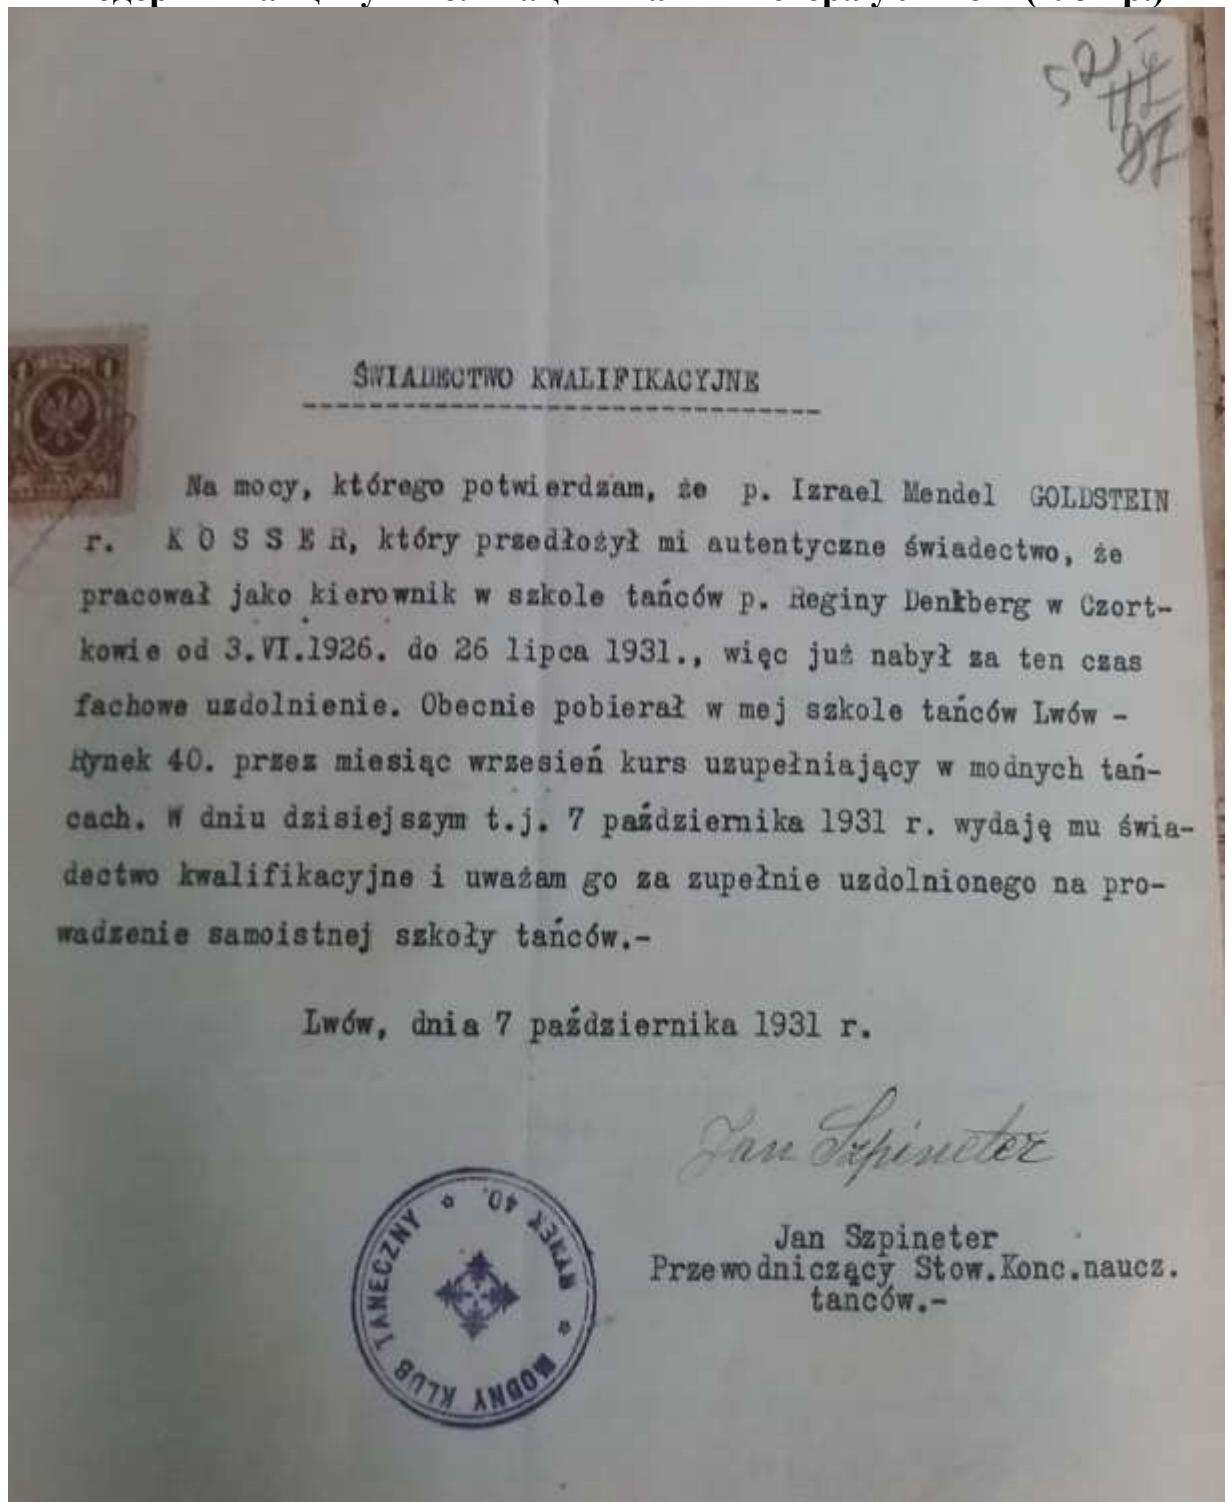 ŚWIADECTWO KWALIFIKACYJNE
Na mocy, którego potwierdzam, że p. Izrael Mendel GOLDSTEIN
r. K O S S E R, który przedłożył mi autentyczne świadectwo, że
pracował jako kierownik w szkole tańców p. Reginy Denkberg w Czort-
kowie od 3.VI.1926. do 26 lipca 1931., więc już nabył za ten czas
fachowe uzdolnienie. Obecnie pobierał w mej szkole tańców Lwów -
Rynek 40. przez miesiąc wrzesień kurs uzupełniający w modnych tań-
cach. W dniu dzisiejszym t.j. 7 października 1931 r. wydaję mu świa-
dectwo kwalifikacyjne i uważam go za zupełnie uzdolnionego na pro-
wadzenie samoistnej szkoły tańców.-
Lwów, dnia 7 października 1931 r.
Jan Szpineter
Jan Szpineter
Przewodniczący Stow.Konc.naucz.
tanców.-
MODNY KLUB TANECZNY * RYNEK 40. *
1 1